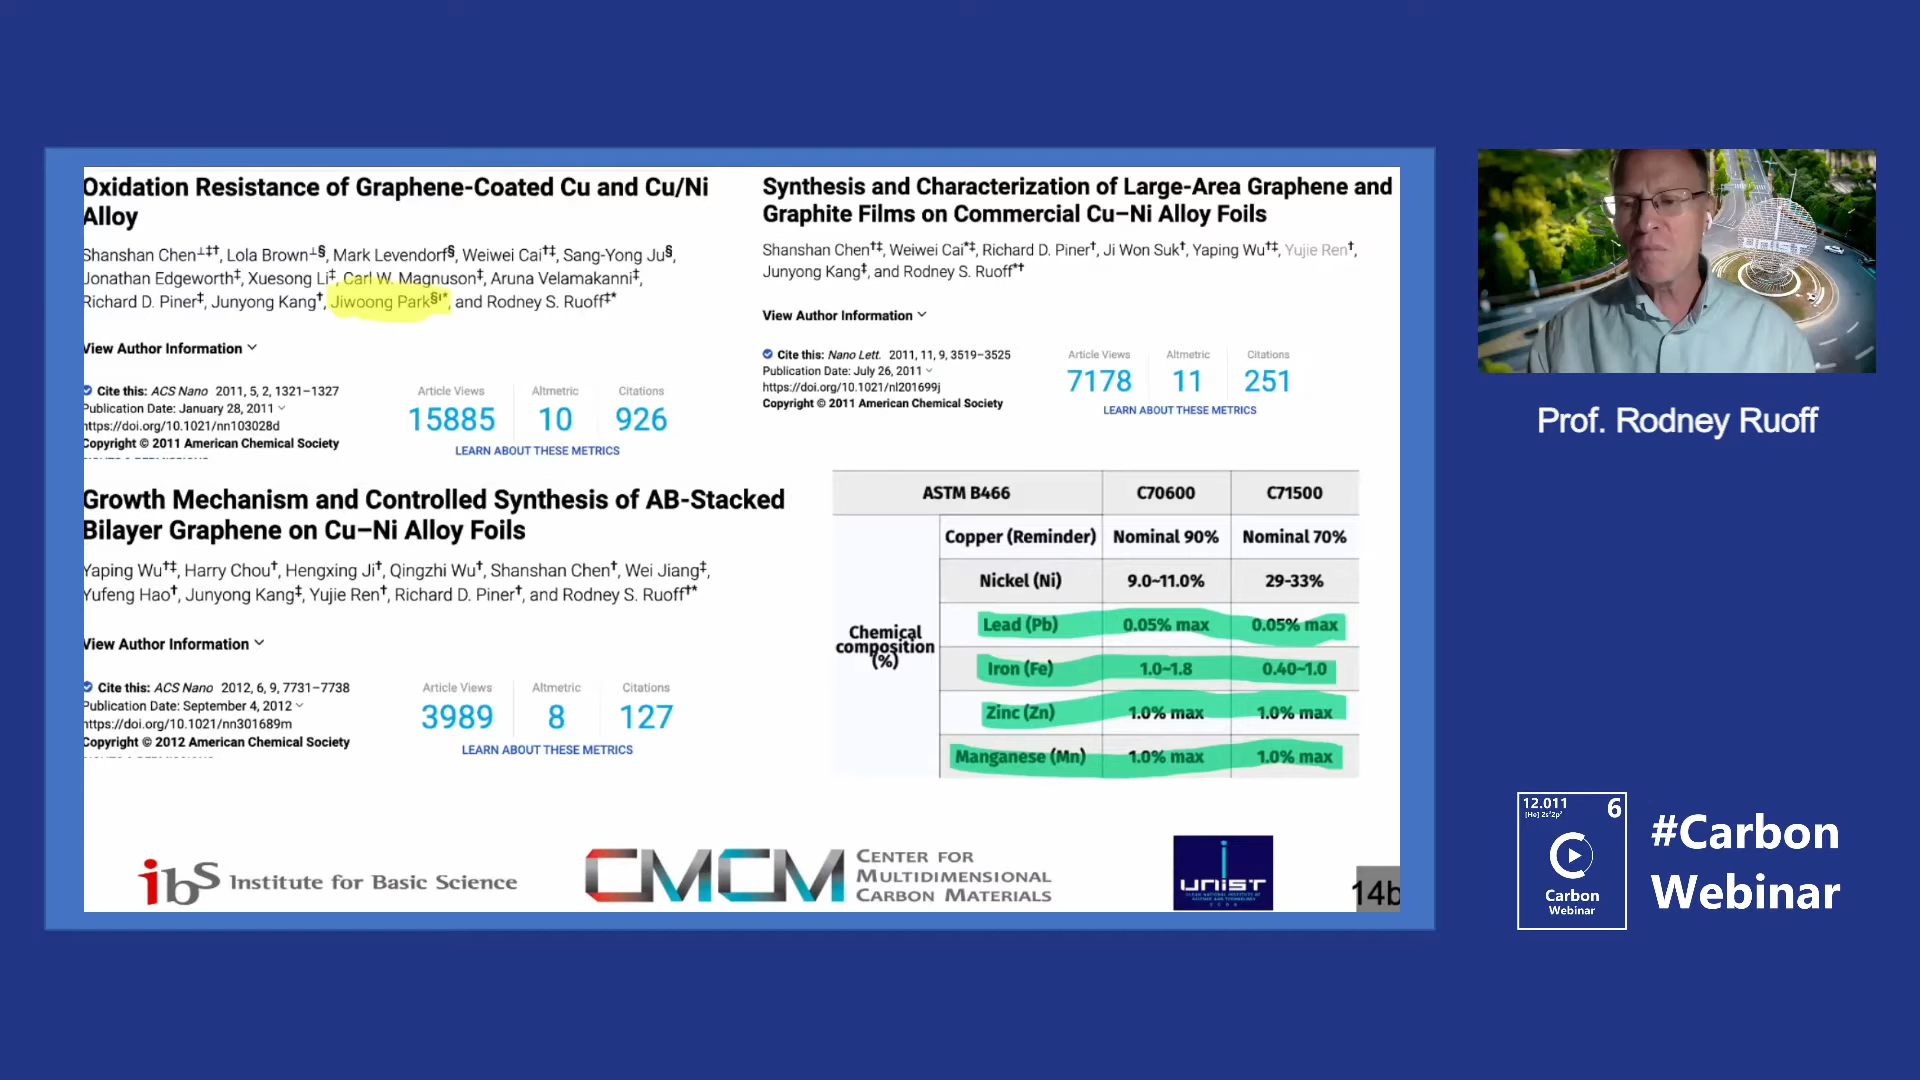 Oxidation Resistance of Graphene-Coated Cu and Cu/Ni
Alloy
Shanshan Chen⊥‡†, Lola Brown⊥§, Mark Levendorf§, Weiwei Cai†‡, Sang-Yong Ju§,
Jonathan Edgeworth‡, Xuesong Li‡, Carl W. Magnuson‡, Aruna Velamakanni‡,
Richard D. Piner‡, Junyong Kang†, Jiwoong Park§∥*, and Rodney S. Ruoff‡*
View Author Information
Cite this: ACS Nano 2011, 5, 2, 1321–1327
Publication Date: January 28, 2011
https://doi.org/10.1021/nn103028d
Copyright © 2011 American Chemical Society
Article Views Altmetric Citations
15885 10 926
LEARN ABOUT THESE METRICS
Synthesis and Characterization of Large-Area Graphene and
Graphite Films on Commercial Cu–Ni Alloy Foils
Shanshan Chen†‡, Weiwei Cai*‡, Richard D. Piner†, Ji Won Suk†, Yaping Wu†‡, Yujie Ren†,
Junyong Kang‡, and Rodney S. Ruoff*†
View Author Information
Cite this: Nano Lett. 2011, 11, 9, 3519–3525
Publication Date: July 26, 2011
https://doi.org/10.1021/nl201699j
Copyright © 2011 American Chemical Society
Article Views Altmetric Citations
7178 11 251
LEARN ABOUT THESE METRICS
Growth Mechanism and Controlled Synthesis of AB-Stacked
Bilayer Graphene on Cu–Ni Alloy Foils
Yaping Wu†‡, Harry Chou†, Hengxing Ji†, Qingzhi Wu†, Shanshan Chen†, Wei Jiang‡,
Yufeng Hao†, Junyong Kang‡, Yujie Ren†, Richard D. Piner†, and Rodney S. Ruoff†*
View Author Information
Cite this: ACS Nano 2012, 6, 9, 7731–7738
Publication Date: September 4, 2012
https://doi.org/10.1021/nn301689m
Copyright © 2012 American Chemical Society
Article Views Altmetric Citations
3989 8 127
LEARN ABOUT THESE METRICS
ASTM B466 C70600 C71500
Chemical
composition
(%)
Copper (Reminder) Nominal 90% Nominal 70%
Nickel (Ni) 9.0~11.0% 29-33%
Lead (Pb) 0.05% max 0.05% max
Iron (Fe) 1.0~1.8 0.40~1.0
Zinc (Zn) 1.0% max 1.0% max
Manganese (Mn) 1.0% max 1.0% max
ibS Institute for Basic Science
CMCM
CENTER FOR
MULTIDIMENSIONAL
CARBON MATERIALS
UNIST
14b
Prof. Rodney Ruoff
12.011 6
[He] 2s²2p²
C
Carbon
Webinar
#Carbon
Webinar